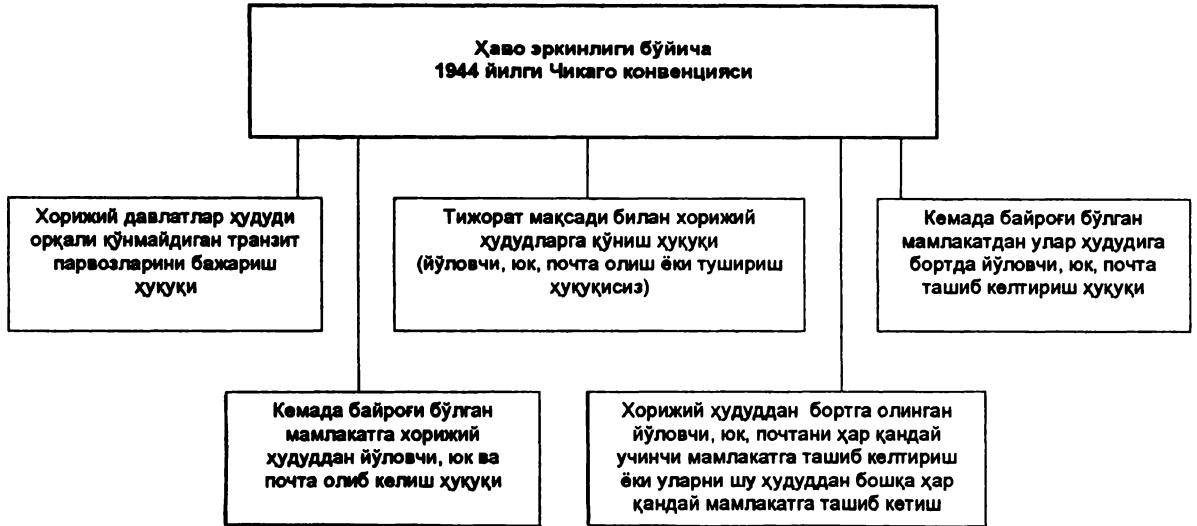 Ҳаво эркинлиги бўйича
1944 йилги Чикаго конвенцияси
Хорижий давлатлар ҳудуди
орқали қўнмайдиган транзит
парвозларини бажариш
ҳуқуқи
Тижорат мақсади билан хорижий
ҳудудларга қўниш ҳуқуқи
(йўловчи, юк, почта олиш ёки тушириш
ҳуқуқисиз)
Кемада байроғи бўлган
мамлакатдан улар ҳудудига
бортда йўловчи, юк, почта
ташиб келтириш ҳуқуқи
Кемада байроғи бўлган
мамлакатга хорижий
ҳудуддан йўловчи, юк ва
почта олиб келиш ҳуқуқи
Хорижий ҳудуддан бортга олинган
йўловчи, юк, почтани ҳар қандай
учинчи мамлакатга ташиб келтириш
ёки уларни шу ҳудуддан бошқа ҳар
қандай мамлакатга ташиб кетиш